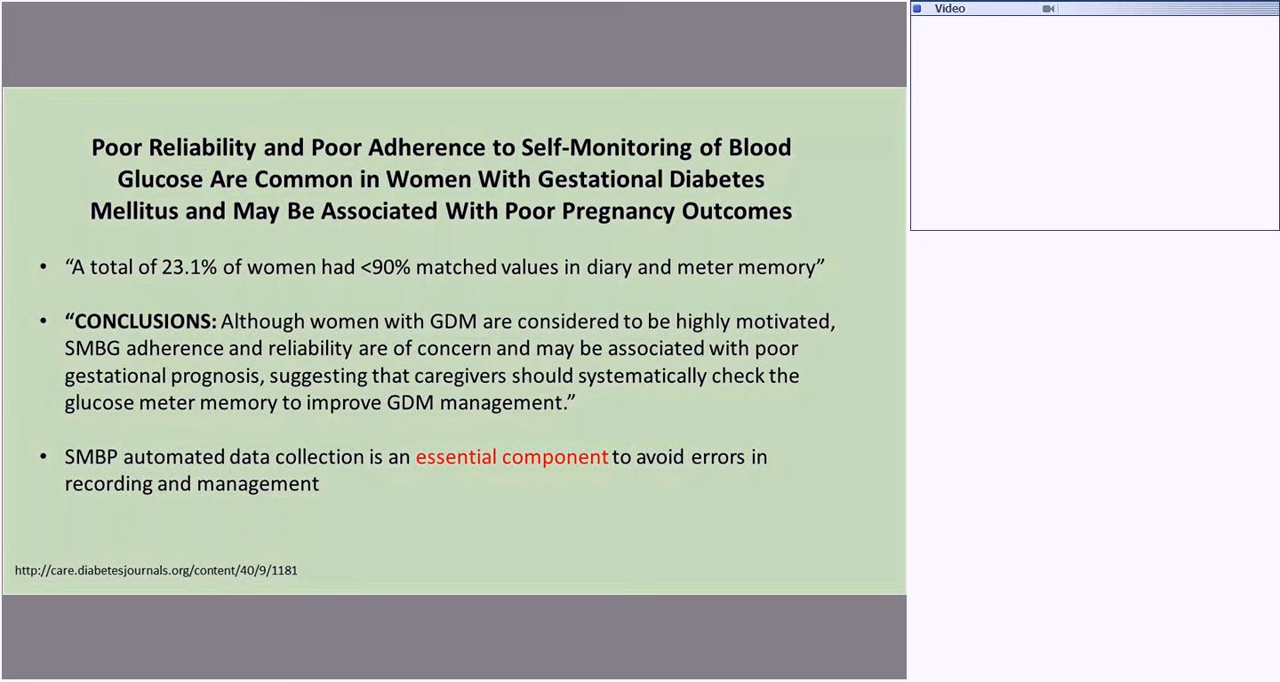 Video
Poor Reliability and Poor Adherence to Self-Monitoring of Blood
Glucose Are Common in Women With Gestational Diabetes
Mellitus and May Be Associated With Poor Pregnancy Outcomes
• “A total of 23.1% of women had <90% matched values in diary and meter memory”
• “CONCLUSIONS: Although women with GDM are considered to be highly motivated,
SMBG adherence and reliability are of concern and may be associated with poor
gestational prognosis, suggesting that caregivers should systematically check the
glucose meter memory to improve GDM management.”
• SMBP automated data collection is an essential component to avoid errors in
recording and management
http://care.diabetesjournals.org/content/40/9/1181